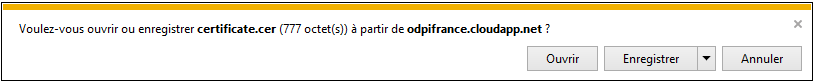 Voulez-vous ouvrir ou enregistrer certificate.cer (777 octet(s)) à partir de odpifrance.cloudapp.net ?
Ouvrir Enregistrer Annuler